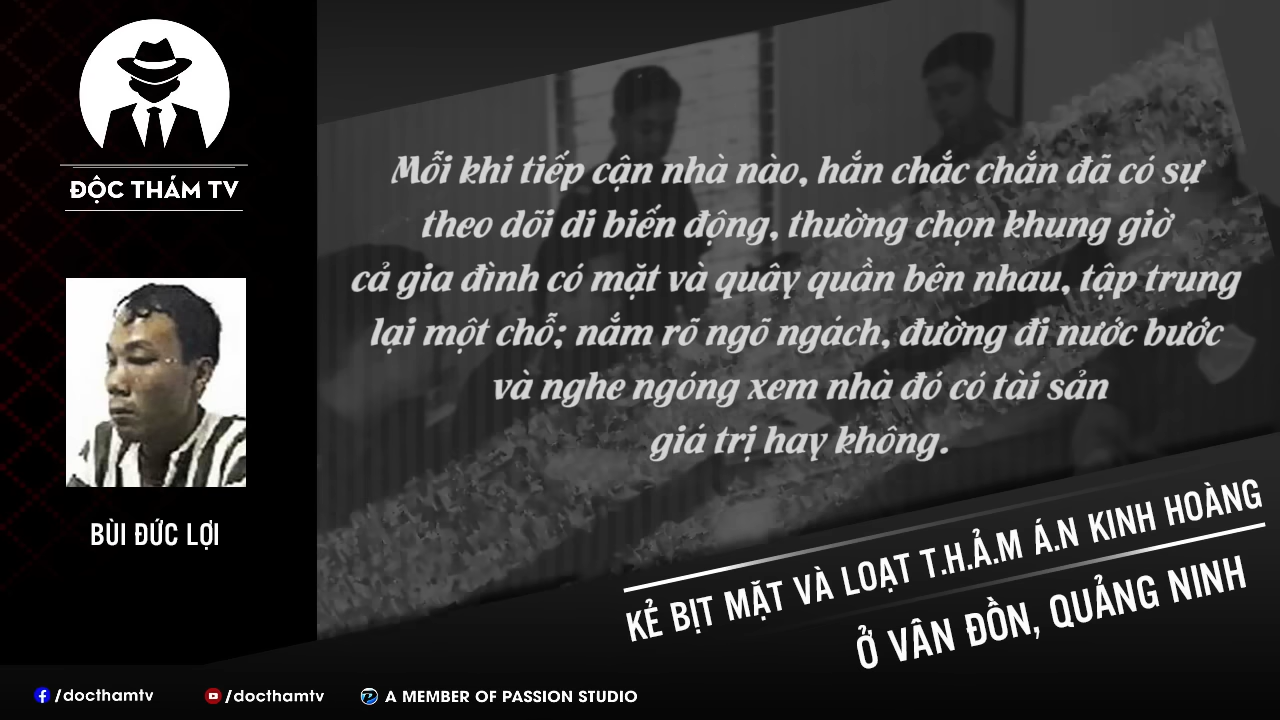 ĐỘC THÁM TV
BÙI ĐỨC LỢI
Mỗi khi tiếp cận nhà nào, hắn chắc chắn đã có sự
theo dõi di biến động, thường chọn khung giờ
cả gia đình có mặt và quây quần bên nhau, tập trung
lại một chỗ; nắm rõ ngõ ngách, đường đi nước bước
và nghe ngóng xem nhà đó có tài sản
giá trị hay không.
KẺ BỊT MẶT VÀ LOẠT T.H.Ả.M Á.N KINH HOÀNG
Ở VÂN ĐỒN, QUẢNG NINH
/docthamtv
/docthamtv
A MEMBER OF PASSION STUDIO